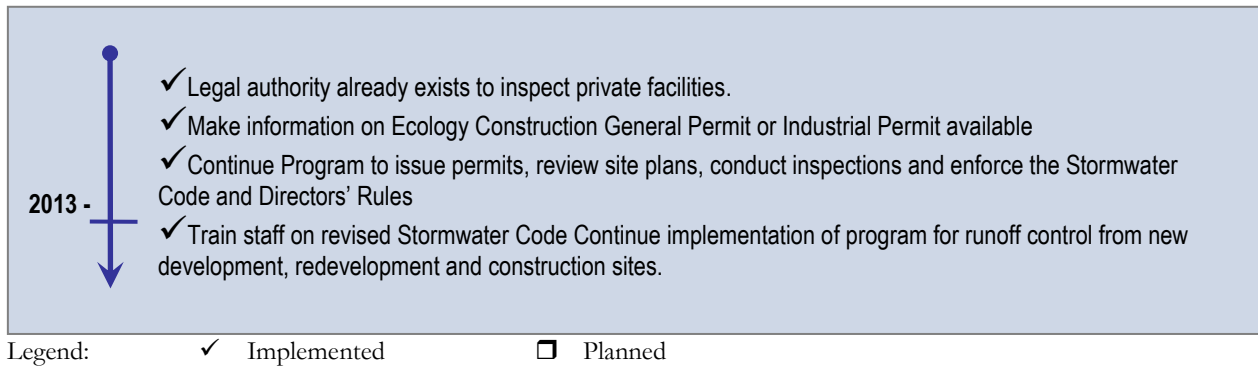 ✓Legal authority already exists to inspect private facilities.
✓Make information on Ecology Construction General Permit or Industrial Permit available
✓Continue Program to issue permits, review site plans, conduct inspections and enforce the Stormwater
Code and Directors’ Rules
2013 -
✓Train staff on revised Stormwater Code Continue implementation of program for runoff control from new
development, redevelopment and construction sites.
Legend: ✓ Implemented ❒ Planned